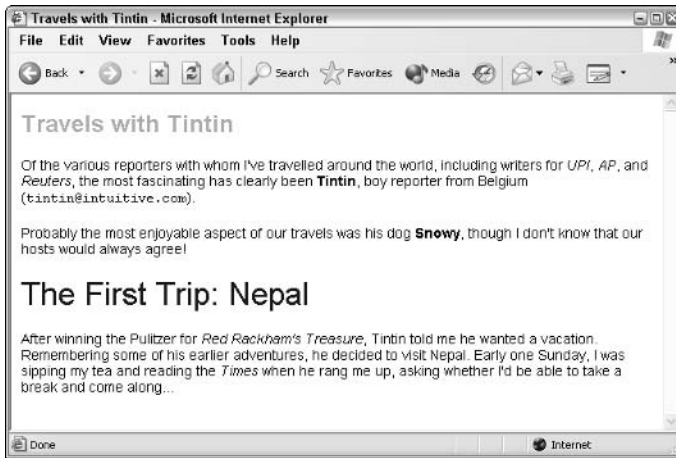 Travels with Tintin - Microsoft Internet Explorer
File Edit View Favorites Tools Help
Back Search Favorites Media
Travels with Tintin
Of the various reporters with whom I've travelled around the world, including writers for UPI, AP, and
Reuters, the most fascinating has clearly been Tintin, boy reporter from Belgium
(tintin@intuitive.com).
Probably the most enjoyable aspect of our travels was his dog Snowy, though I don't know that our
hosts would always agree!
The First Trip: Nepal
After winning the Pulitzer for Red Rackham's Treasure, Tintin told me he wanted a vacation.
Remembering some of his earlier adventures, he decided to visit Nepal. Early one Sunday, I was
sipping my tea and reading the Times when he rang me up, asking whether I'd be able to take a
break and come along...
Done Internet